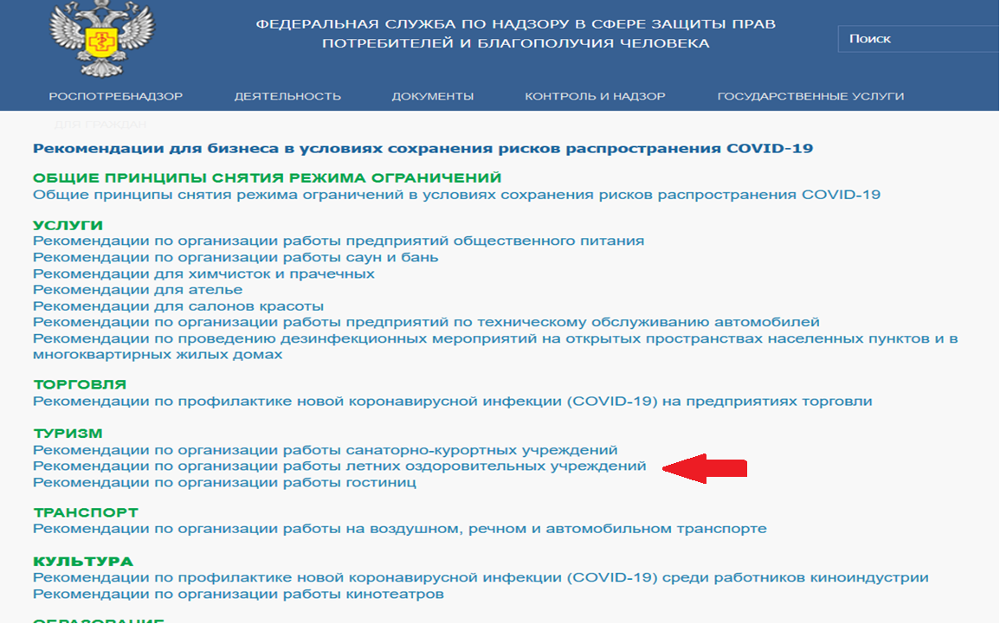 ФЕДЕРАЛЬНАЯ СЛУЖБА ПО НАДЗОРУ В СФЕРЕ ЗАЩИТЫ ПРАВ
ПОТРЕБИТЕЛЕЙ И БЛАГОПОЛУЧИЯ ЧЕЛОВЕКА
Поиск
РОСПОТРЕБНАДЗОР ДЕЯТЕЛЬНОСТЬ ДОКУМЕНТЫ КОНТРОЛЬ И НАДЗОР ГОСУДАРСТВЕННЫЕ УСЛУГИ
ДЛЯ ГРАЖДАН
Рекомендации для бизнеса в условиях сохранения рисков распространения COVID-19
ОБЩИЕ ПРИНЦИПЫ СНЯТИЯ РЕЖИМА ОГРАНИЧЕНИЙ
Общие принципы снятия режима ограничений в условиях сохранения рисков распространения COVID-19
УСЛУГИ
Рекомендации по организации работы предприятий общественного питания
Рекомендации по организации работы саун и бань
Рекомендации для химчисток и прачечных
Рекомендации для ателье
Рекомендации для салонов красоты
Рекомендации по организации работы предприятий по техническому обслуживанию автомобилей
Рекомендации по проведению дезинфекционных мероприятий на открытых пространствах населенных пунктов и в
многоквартирных жилых домах
ТОРГОВЛЯ
Рекомендации по профилактике новой коронавирусной инфекции (COVID-19) на предприятиях торговли
ТУРИЗМ
Рекомендации по организации работы санаторно-курортных учреждений
Рекомендации по организации работы летних оздоровительных учреждений
Рекомендации по организации работы гостиниц
ТРАНСПОРТ
Рекомендации по организации работы на воздушном, речном и автомобильном транспорте
КУЛЬТУРА
Рекомендации по профилактике новой коронавирусной инфекции (COVID-19) среди работников киноиндустрии
Рекомендации по организации работы кинотеатров
ОБРАЗОВАНИЕ